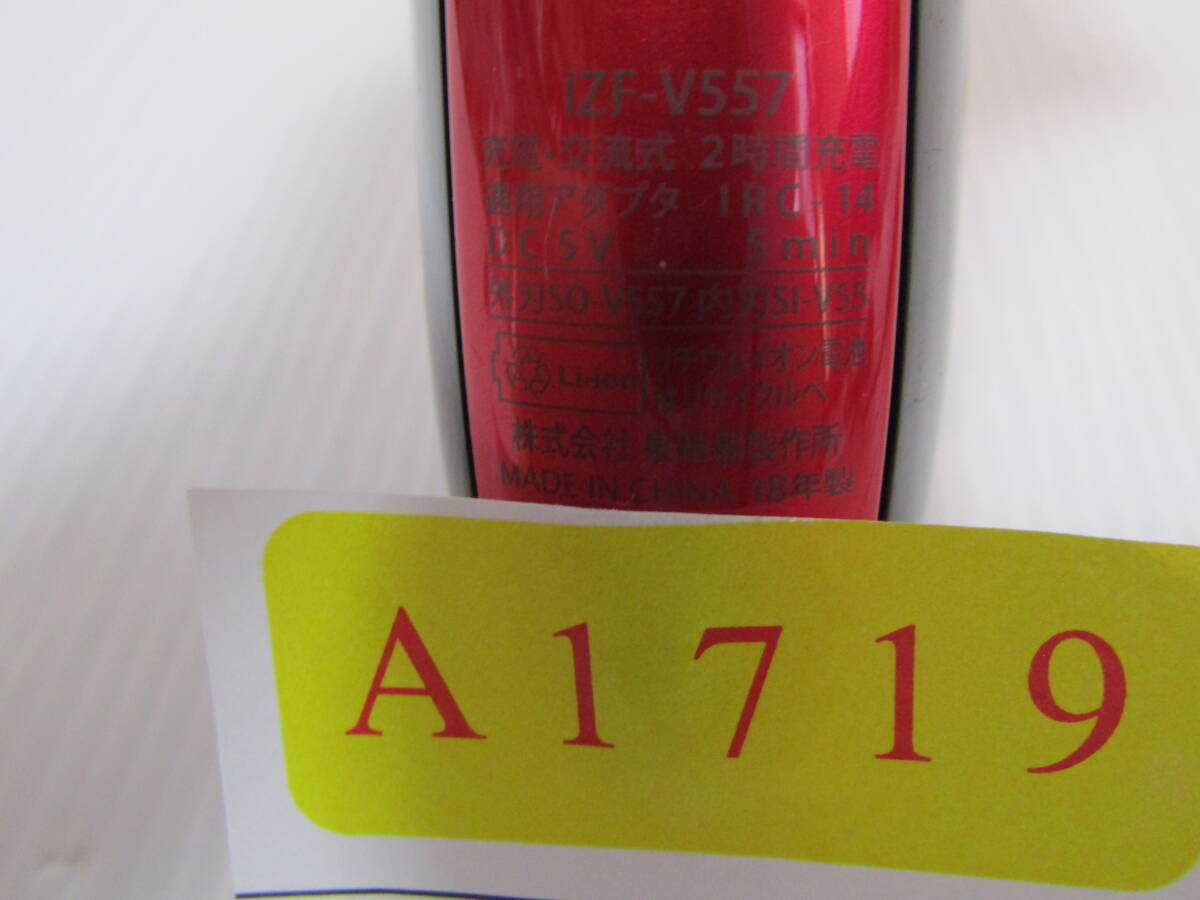 IZF-V557
充電・交流式 2時間充電
適用アダプタ IRC-14
DC5V 5min
外刃SO-V557 内刃SI-V55
Li-ion リチウムイオン電池
はリサイクルへ
株式会社 泉精器製作所
MADE IN CHINA 18年製
A1719